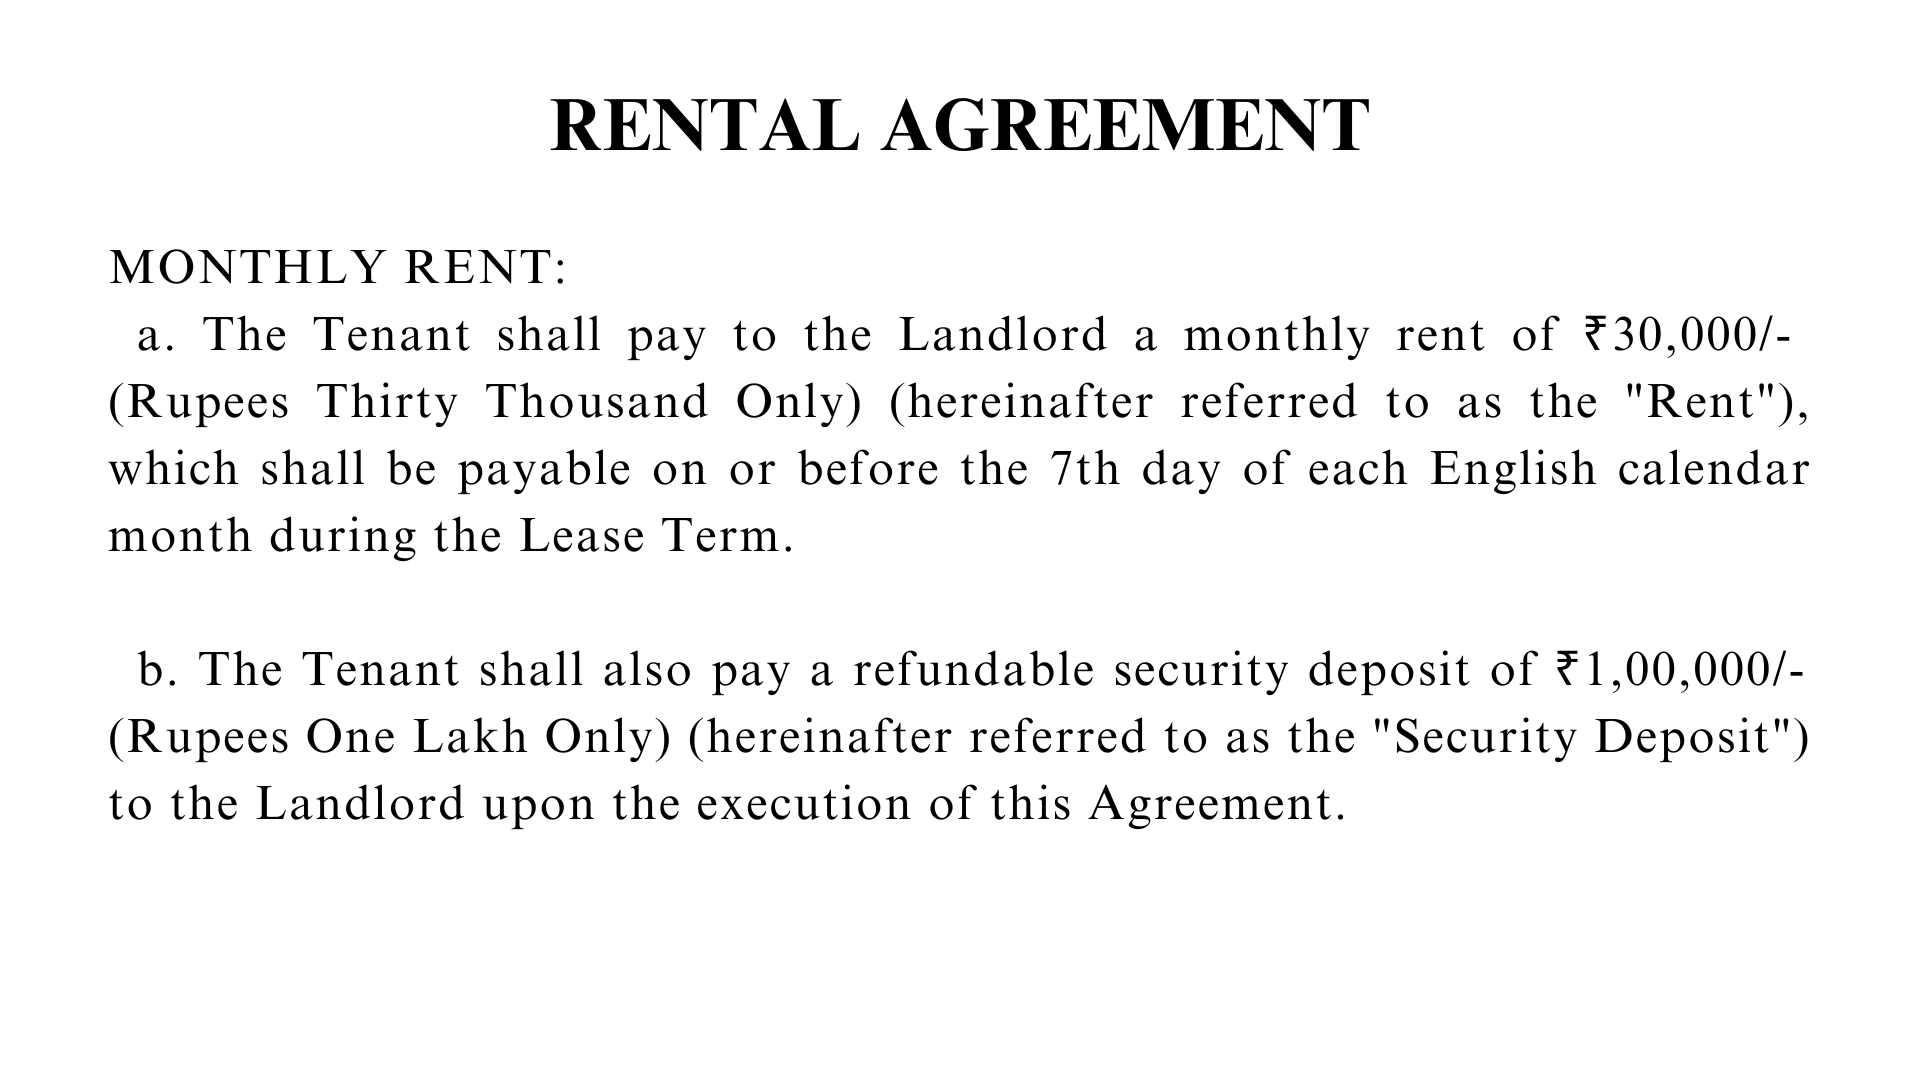 RENTAL AGREEMENT
MONTHLY RENT:
a. The Tenant shall pay to the Landlord a monthly rent of ₹30,000/-
(Rupees Thirty Thousand Only) (hereinafter referred to as the "Rent"),
which shall be payable on or before the 7th day of each English calendar
month during the Lease Term.
b. The Tenant shall also pay a refundable security deposit of ₹1,00,000/-
(Rupees One Lakh Only) (hereinafter referred to as the "Security Deposit")
to the Landlord upon the execution of this Agreement.